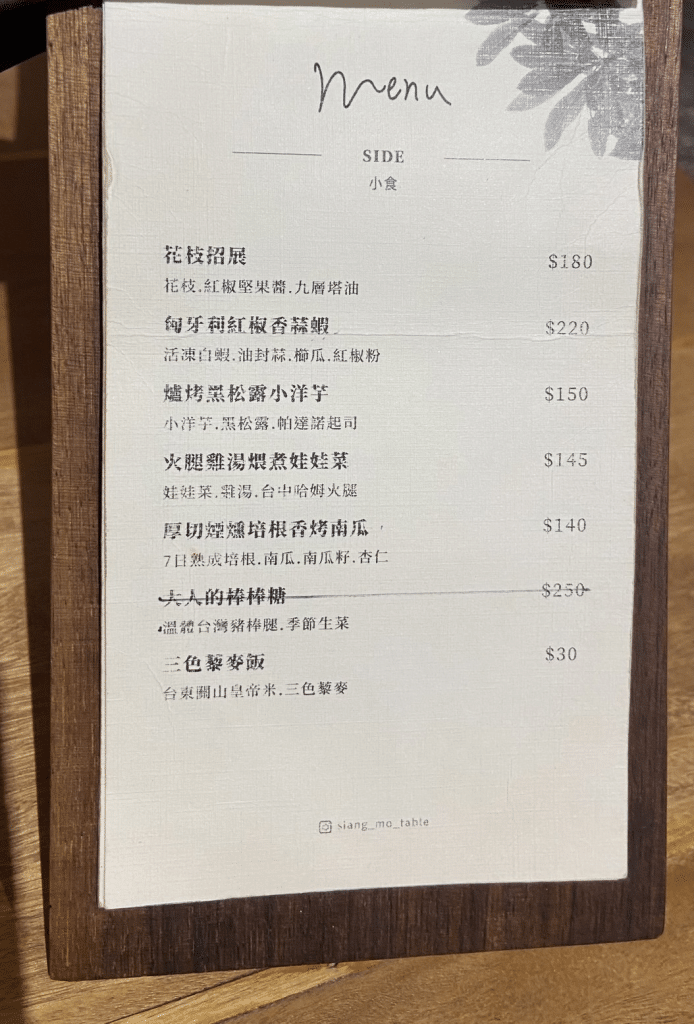 Menu
SIDE
小食
花枝招展 $180
花枝.紅椒堅果醬.九層塔油
匈牙利紅椒香蒜蝦 $220
活凍白蝦.油封蒜.櫛瓜.紅椒粉
爐烤黑松露小洋芋 $150
小洋芋.黑松露.帕達諾起司
火腿雞湯煨煮娃娃菜 $145
娃娃菜.雞湯.台中哈姆火腿
厚切煙燻培根香烤南瓜 $140
7日熟成培根.南瓜.南瓜籽.杏仁
大人的棒棒糖 $250
溫體台灣豬棒腿.季節生菜
三色藜麥飯 $30
台東關山皇帝米.三色藜麥
siang_mo_table